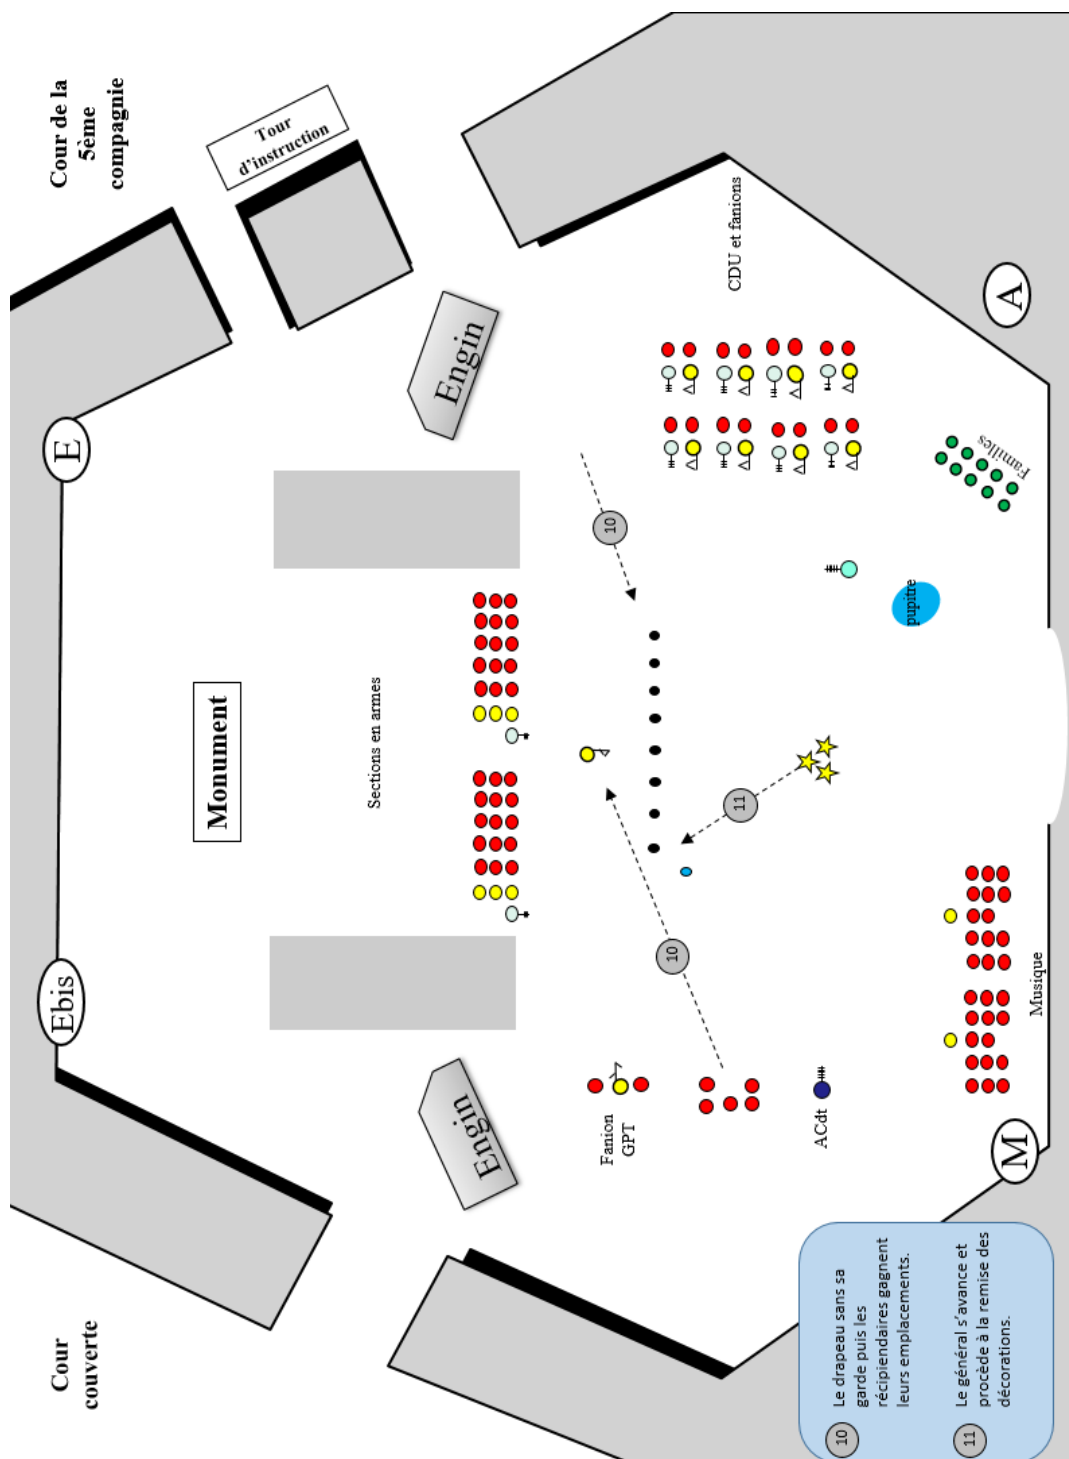 Cour de la
5ème
compagnie
Tour
d'instruction
CDU et fanions
A
E
Engin
10
Familles
pupitre
Monument
Sections en armes
11
10
Ebis
Musique
Engin
Fanion
GPT
ACdt
M
Cour
couverte
10
Le drapeau sans sa
garde puis les
récipiendaires gagnent
leurs emplacements.
11
Le général s'avance et
procède à la remise des
décorations.